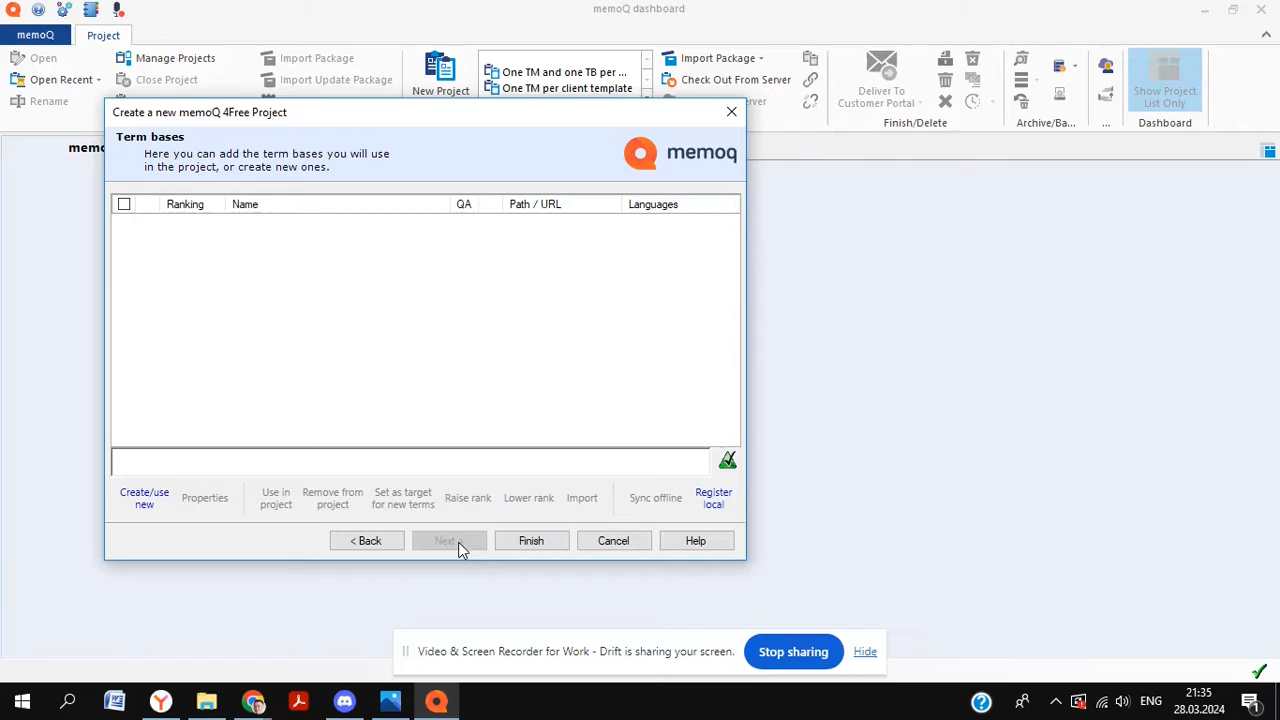 memoQ dashboard
memoQ
Project
Open
Open Recent
Rename
Manage Projects
Close Project
Import Package
Import Update Package
New Project
One TM and one TB per ...
One TM per client template
Import Package
Check Out From Server
Server
Deliver To
Customer Portal
Finish/Delete
Archive/Ba...
...
Show Project
List Only
Dashboard
memo
Create a new memoQ 4Free Project
Term bases
Here you can add the term bases you will use
in the project, or create new ones.
memoq
Ranking
Name
QA
Path / URL
Languages
Create/use
new
Properties
Use in
project
Remove from
project
Set as target
for new terms
Raise rank
Lower rank
Import
Sync offline
Register
local
< Back
Next
Finish
Cancel
Help
Video & Screen Recorder for Work - Drift is sharing your screen.
Stop sharing
Hide
ENG
21:35
28.03.2024
1